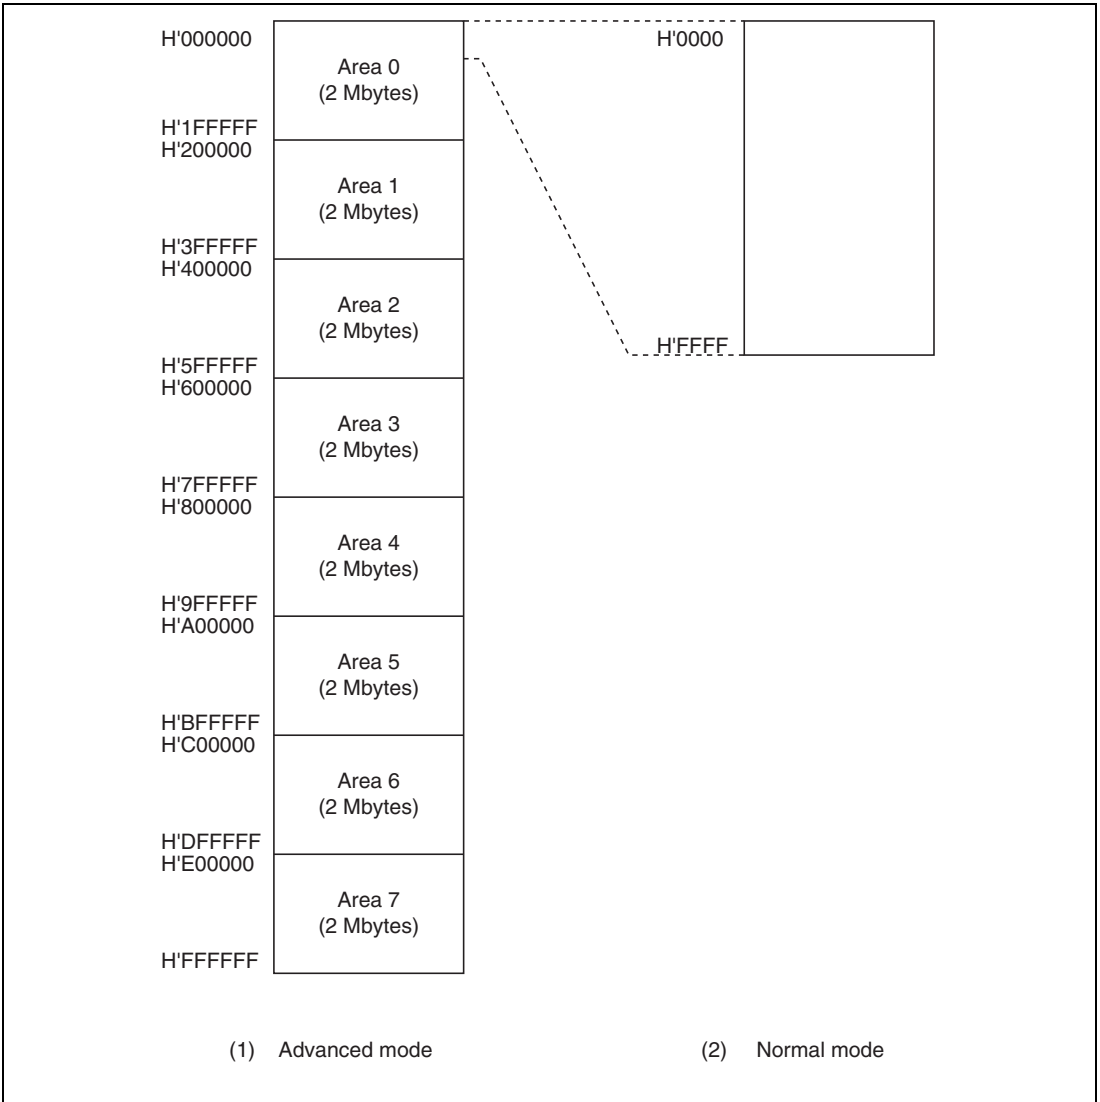 H'000000
Area 0
(2 Mbytes)
H'1FFFFF
H'200000
Area 1
(2 Mbytes)
H'3FFFFF
H'400000
Area 2
(2 Mbytes)
H'5FFFFF
H'600000
Area 3
(2 Mbytes)
H'7FFFFF
H'800000
Area 4
(2 Mbytes)
H'9FFFFF
H'A00000
Area 5
(2 Mbytes)
H'BFFFFF
H'C00000
Area 6
(2 Mbytes)
H'DFFFFF
H'E00000
Area 7
(2 Mbytes)
H'FFFFFF
(1) Advanced mode
H'0000
H'FFFF
(2) Normal mode